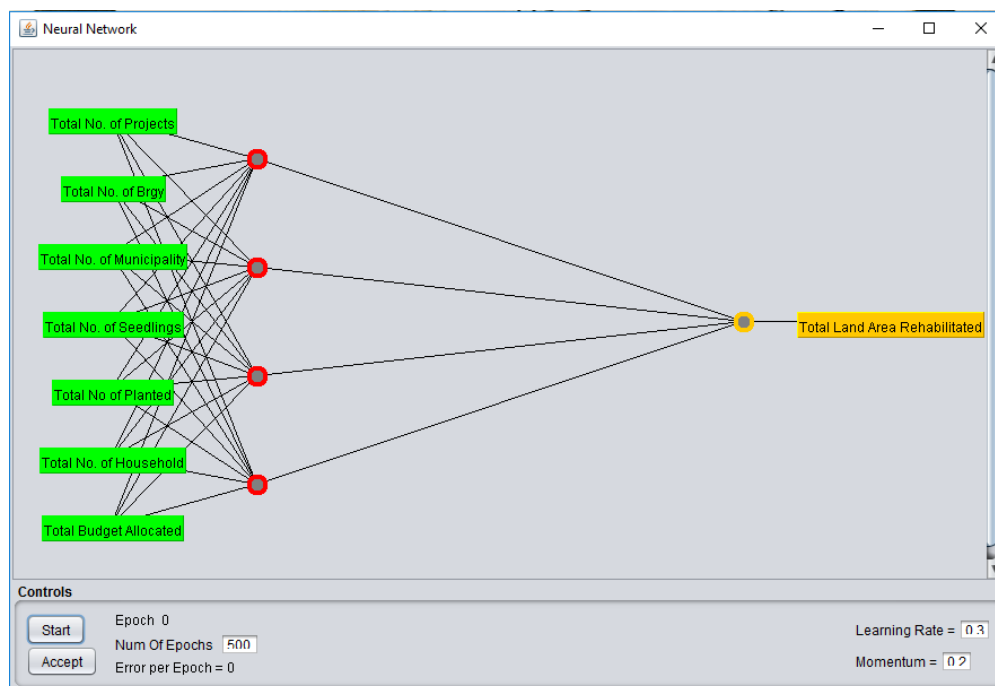 Neural Network
Total No. of Projects
Total No. of Brgy
Total No. of Municipality
Total No. of Seedlings
Total No of Planted
Total No. of Household
Total Budget Allocated
Total Land Area Rehabilitated
Controls
Start
Accept
Epoch 0
Num Of Epochs 500
Error per Epoch = 0
Learning Rate = 0.3
Momentum = 0.2